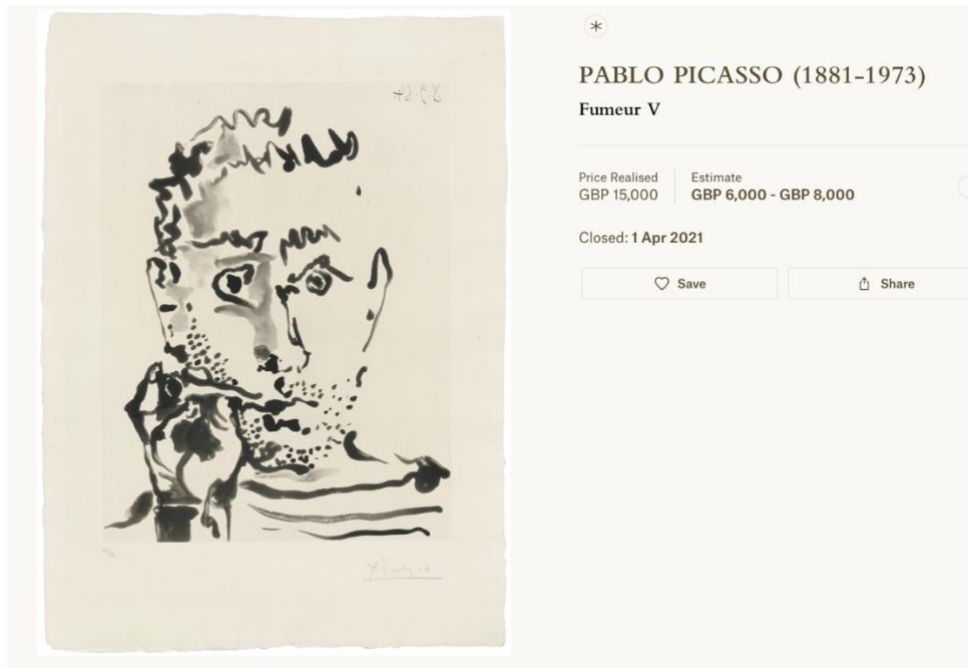 PABLO PICASSO (1881-1973)
Fumeur V
Price Realised
GBP 15,000
Estimate
GBP 6,000 - GBP 8,000
Closed: 1 Apr 2021
Save
Share
Picasso